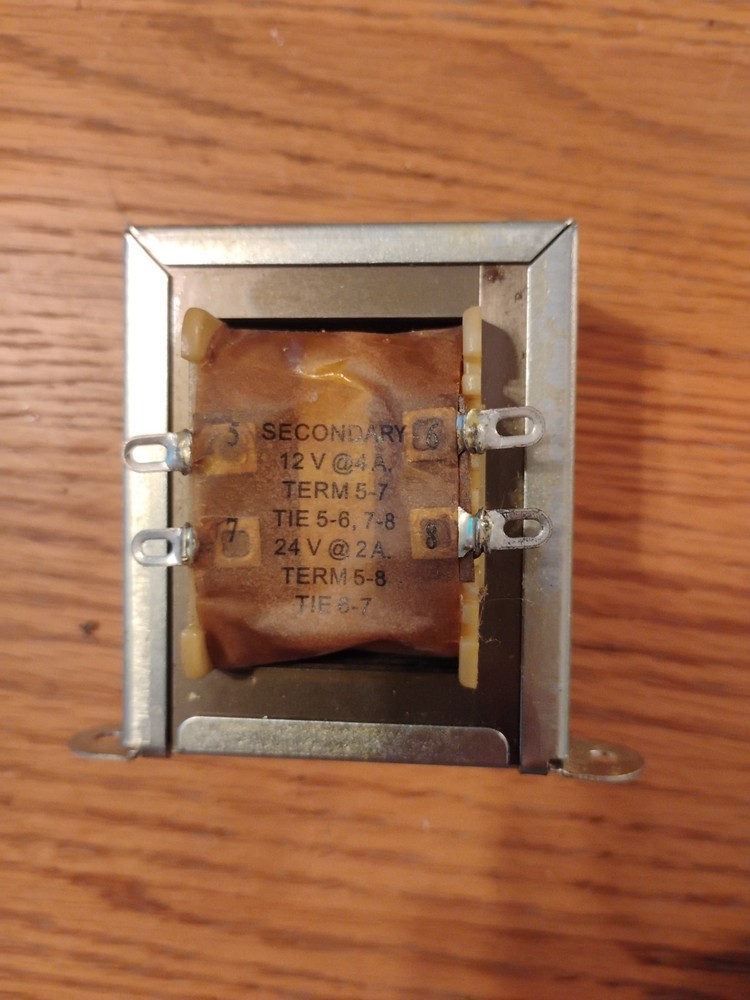 5 SECONDARY 6
12 V @4 A.
TERM 5-7
TIE 5-6, 7-8
7 24 V @ 2 A. 8
TERM 5-8
TIE 6-7